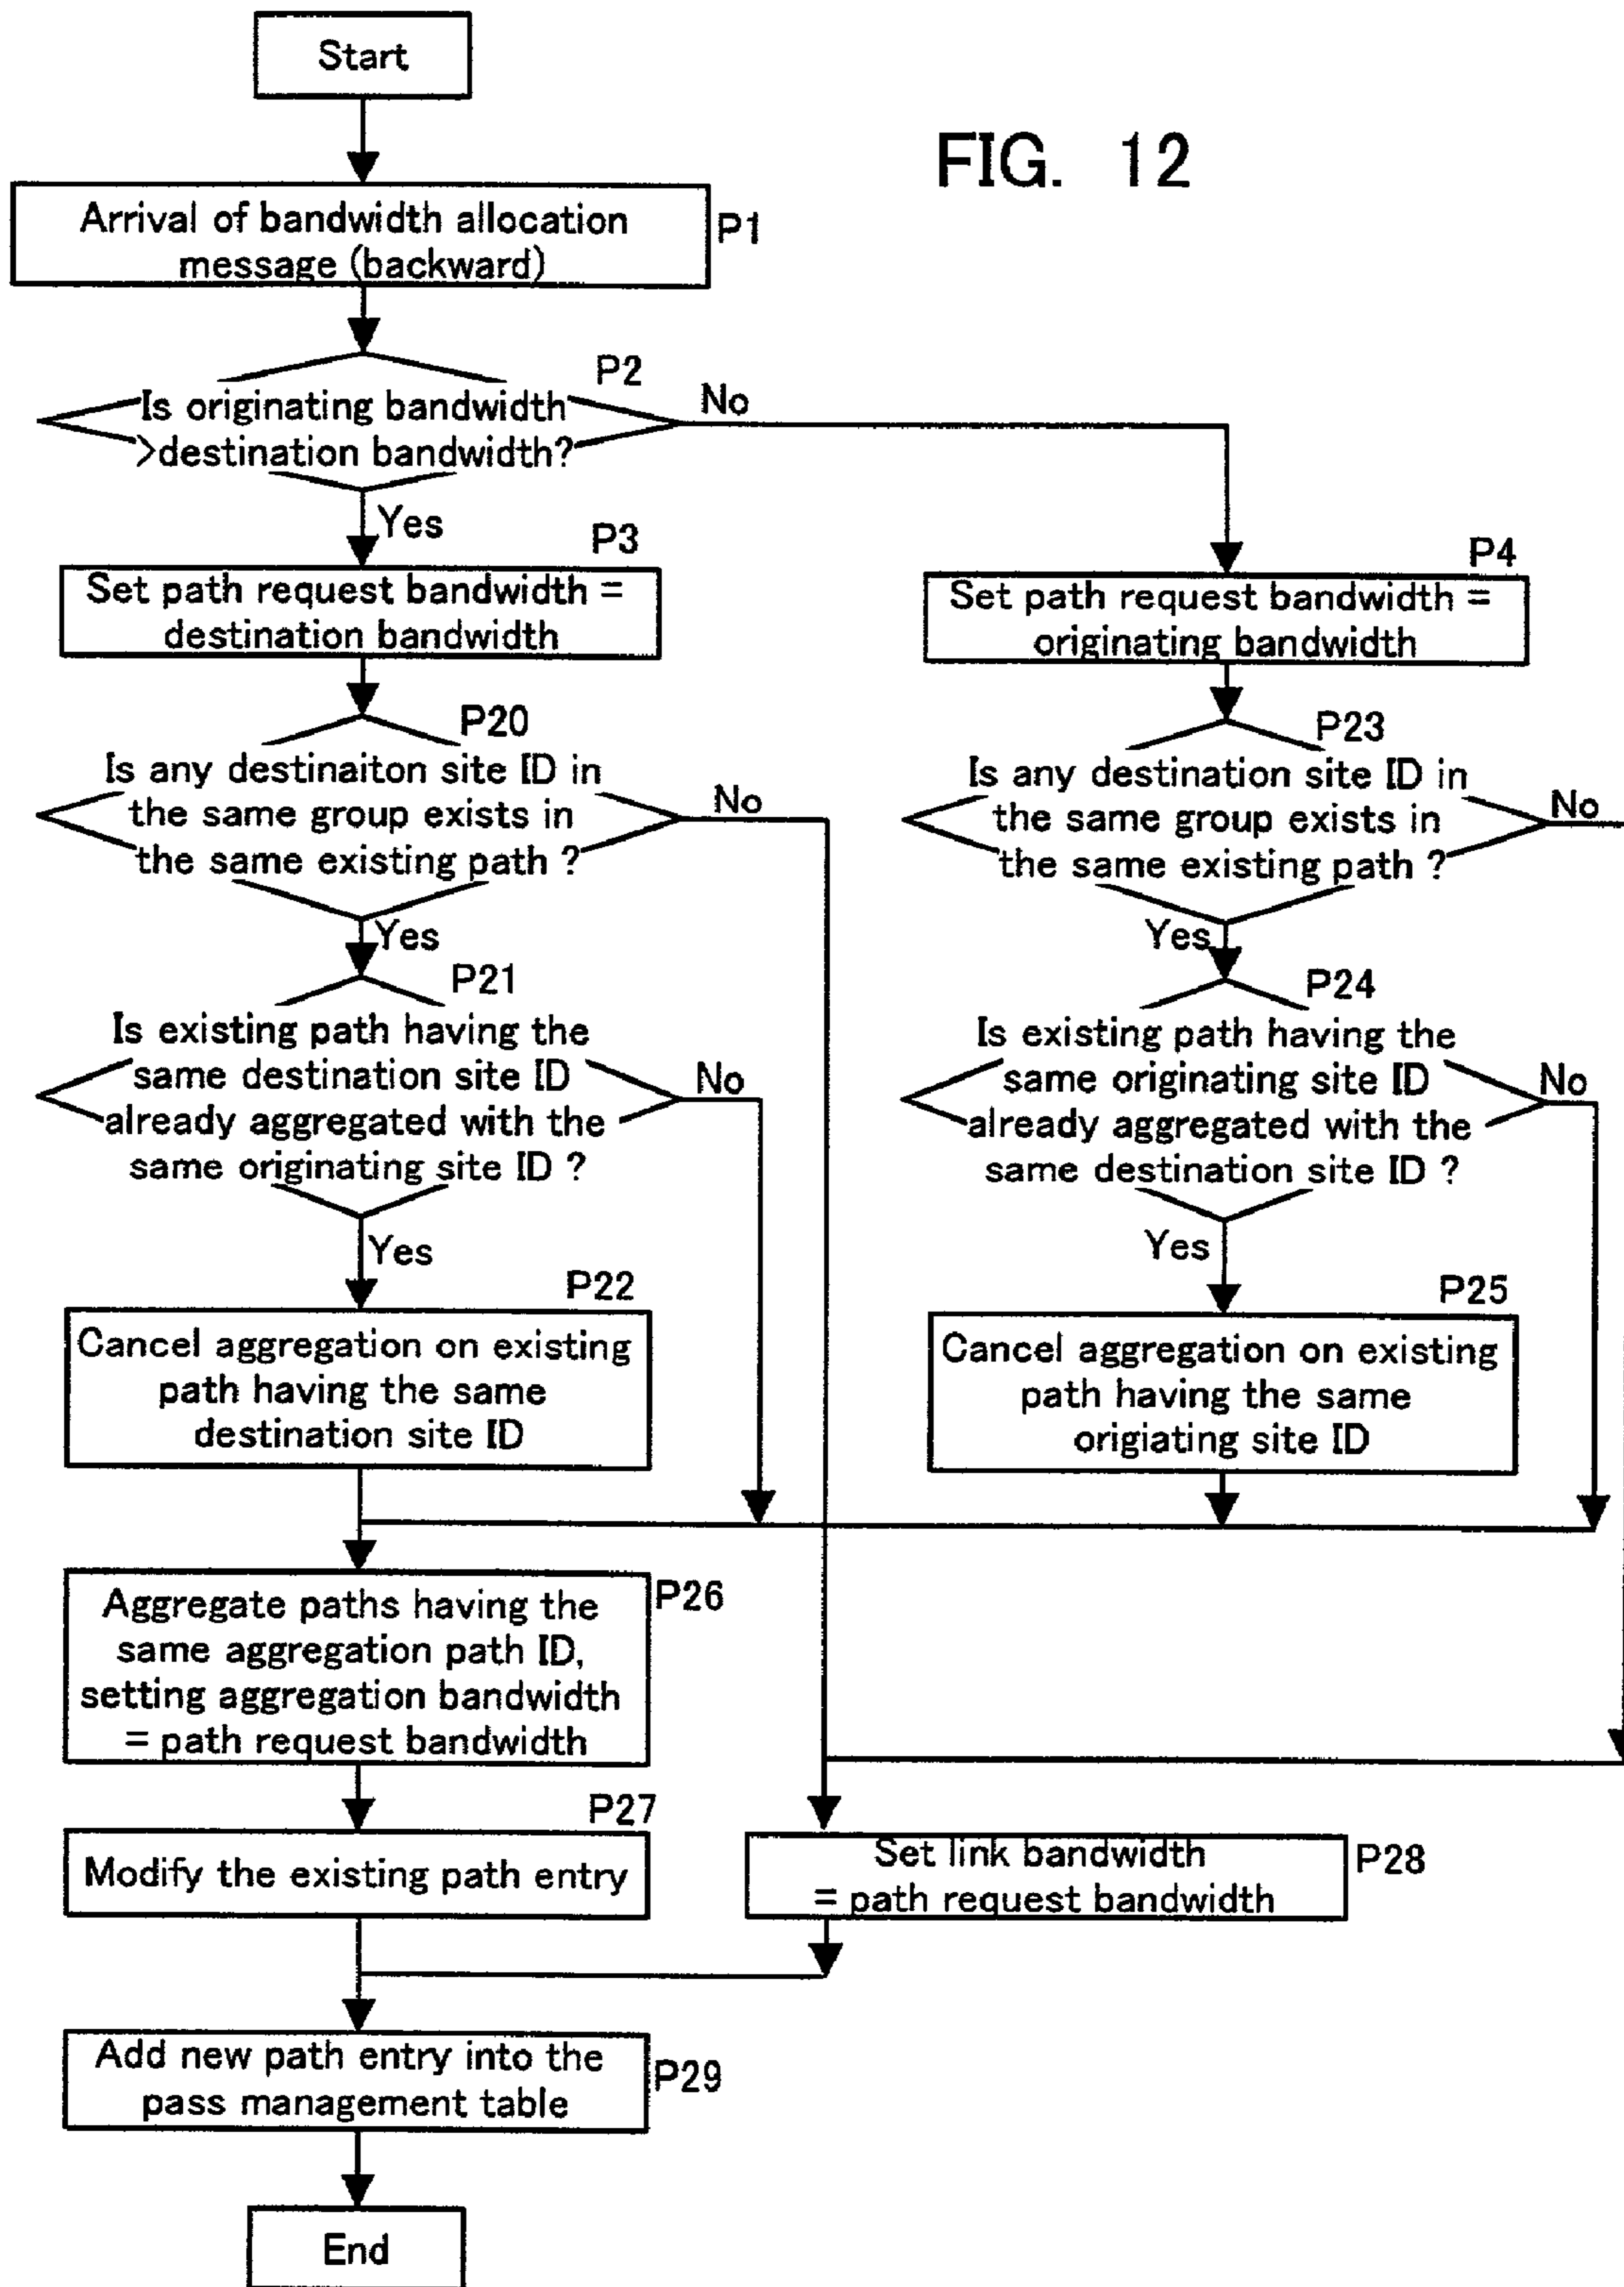 Start
FIG. 12
Arrival of bandwidth allocation
message (backward)
P1
P2
Is originating bandwidth
>destination bandwidth?
No
Yes
P3
Set path request bandwidth =
destination bandwidth
P4
Set path request bandwidth =
originating bandwidth
P20
Is any destinaiton site ID in
the same group exists in
the same existing path ?
No
Yes
P23
Is any destination site ID in
the same group exists in
the same existing path ?
No
Yes
P21
Is existing path having the
same destination site ID
already aggregated with the
same originating site ID ?
No
Yes
P24
Is existing path having the
same originating site ID
already aggregated with the
same destination site ID ?
No
Yes
P22
Cancel aggregation on existing
path having the same
destination site ID
P25
Cancel aggregation on existing
path having the same
origiating site ID
Aggregate paths having the
same aggregation path ID,
setting aggregation bandwidth
= path request bandwidth
P26
P27
Modify the existing path entry
Set link bandwidth
= path request bandwidth
P28
Add new path entry into the
pass management table
P29
End